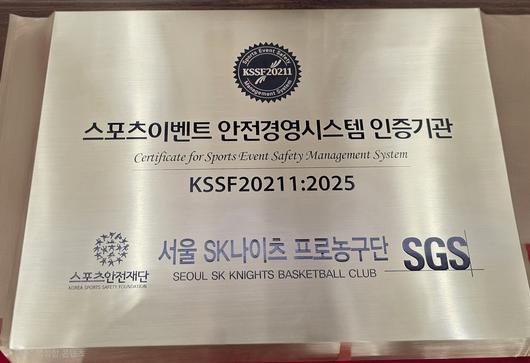 Sports Event Safety
KSSF20211
Management System
스포츠이벤트 안전경영시스템 인증기관
Certificate for Sports Event Safety Management System
KSSF20211:2025
스포츠안전재단
KOREA SPORTS SAFETY FOUNDATION
서울 SK나이츠 프로농구단
SEOUL SK KNIGHTS BASKETBALL CLUB
SGS